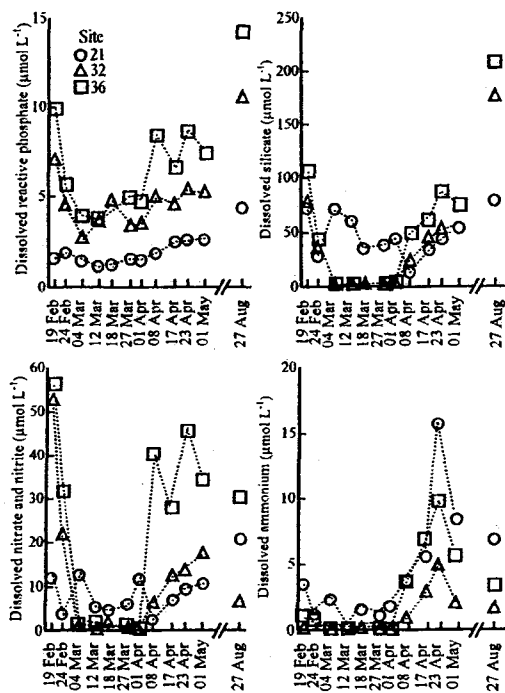 Dissolved reactive phosphate (μmol L⁻¹)
15
10
5
0
Site
21
32
36
19 Feb
24 Feb
04 Mar
12 Mar
18 Mar
27 Mar
01 Apr
08 Apr
17 Apr
23 Apr
01 May
27 Aug
Dissolved silicate (μmol L⁻¹)
250
200
150
100
50
0
19 Feb
24 Feb
04 Mar
12 Mar
18 Mar
27 Mar
01 Apr
08 Apr
17 Apr
23 Apr
01 May
27 Aug
Dissolved nitrate and nitrite (μmol L⁻¹)
60
50
40
30
20
10
0
19 Feb
24 Feb
04 Mar
12 Mar
18 Mar
27 Mar
01 Apr
08 Apr
17 Apr
23 Apr
01 May
27 Aug
Dissolved ammonium (μmol L⁻¹)
20
15
10
5
0
19 Feb
24 Feb
04 Mar
12 Mar
18 Mar
27 Mar
01 Apr
08 Apr
17 Apr
23 Apr
01 May
27 Aug